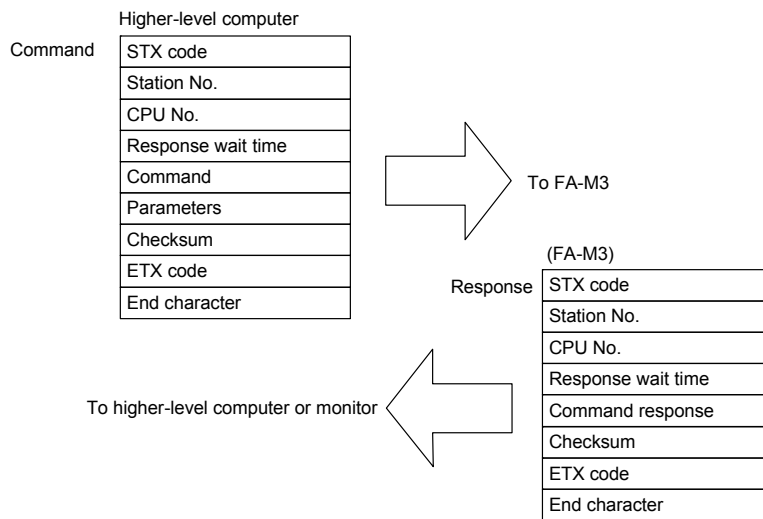 Higher-level computer
Command
STX code
Station No.
CPU No.
Response wait time
Command
Parameters
Checksum
ETX code
End character
To FA-M3
(FA-M3)
Response
STX code
Station No.
CPU No.
Response wait time
Command response
Checksum
ETX code
End character
To higher-level computer or monitor